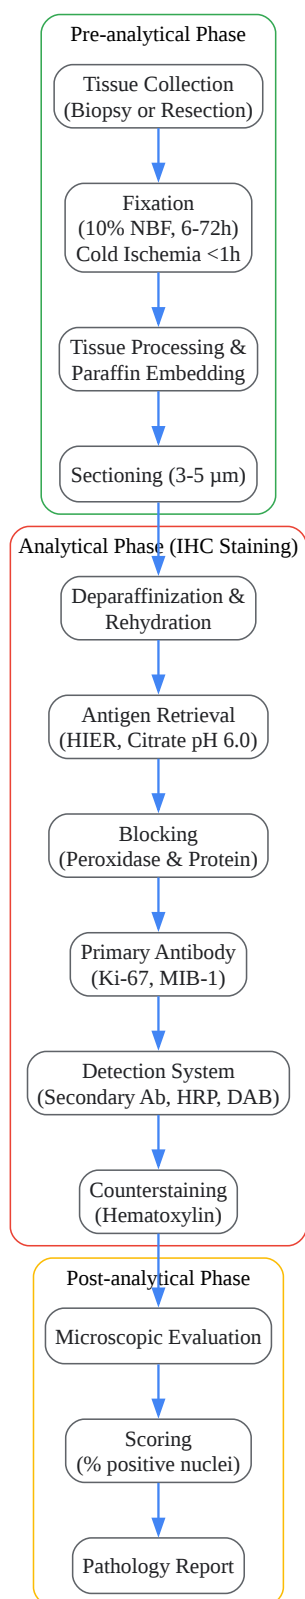 Pre-analytical Phase
Tissue Collection
(Biopsy or Resection)
Fixation
(10% NBF, 6-72h)
Cold Ischemia <1h
Tissue Processing &
Paraffin Embedding
Sectioning (3-5 µm)
Analytical Phase (IHC Staining)
Deparaffinization &
Rehydration
Antigen Retrieval
(HIER, Citrate pH 6.0)
Blocking
(Peroxidase & Protein)
Primary Antibody
(Ki-67, MIB-1)
Detection System
(Secondary Ab, HRP, DAB)
Counterstaining
(Hematoxylin)
Post-analytical Phase
Microscopic Evaluation
Scoring
(% positive nuclei)
Pathology Report